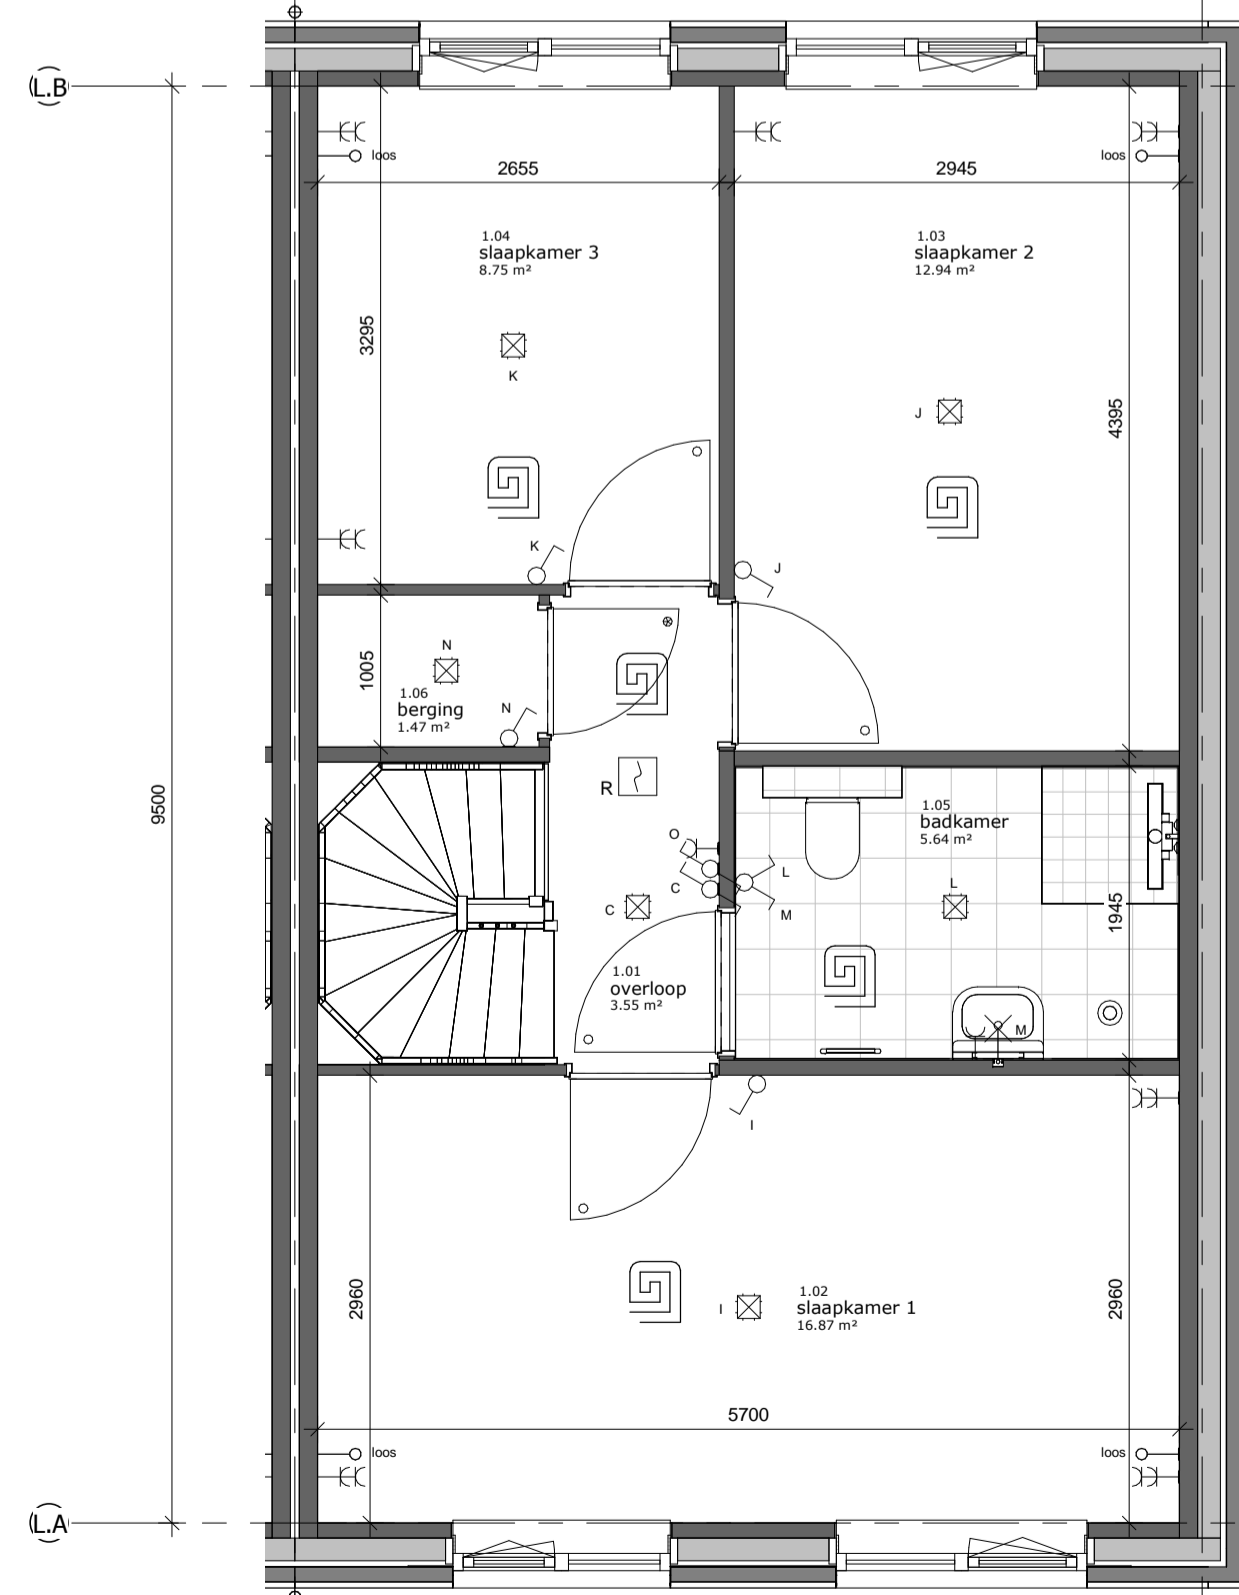 L.B
loos
loos
2655
2945
1.04
slaapkamer 3
8.75 m²
1.03
slaapkamer 2
12.94 m²
3295
K
J
4395
K
J
N
1005
1.06
berging
1.47 m²
N
R
9500
O
1.05
badkamer
5.64 m²
C
L
L
C
M
1945
1.01
overloop
3.55 m²
M
I
2960
2960
1.02
slaapkamer 1
16.87 m²
I
5700
loos
loos
L.A